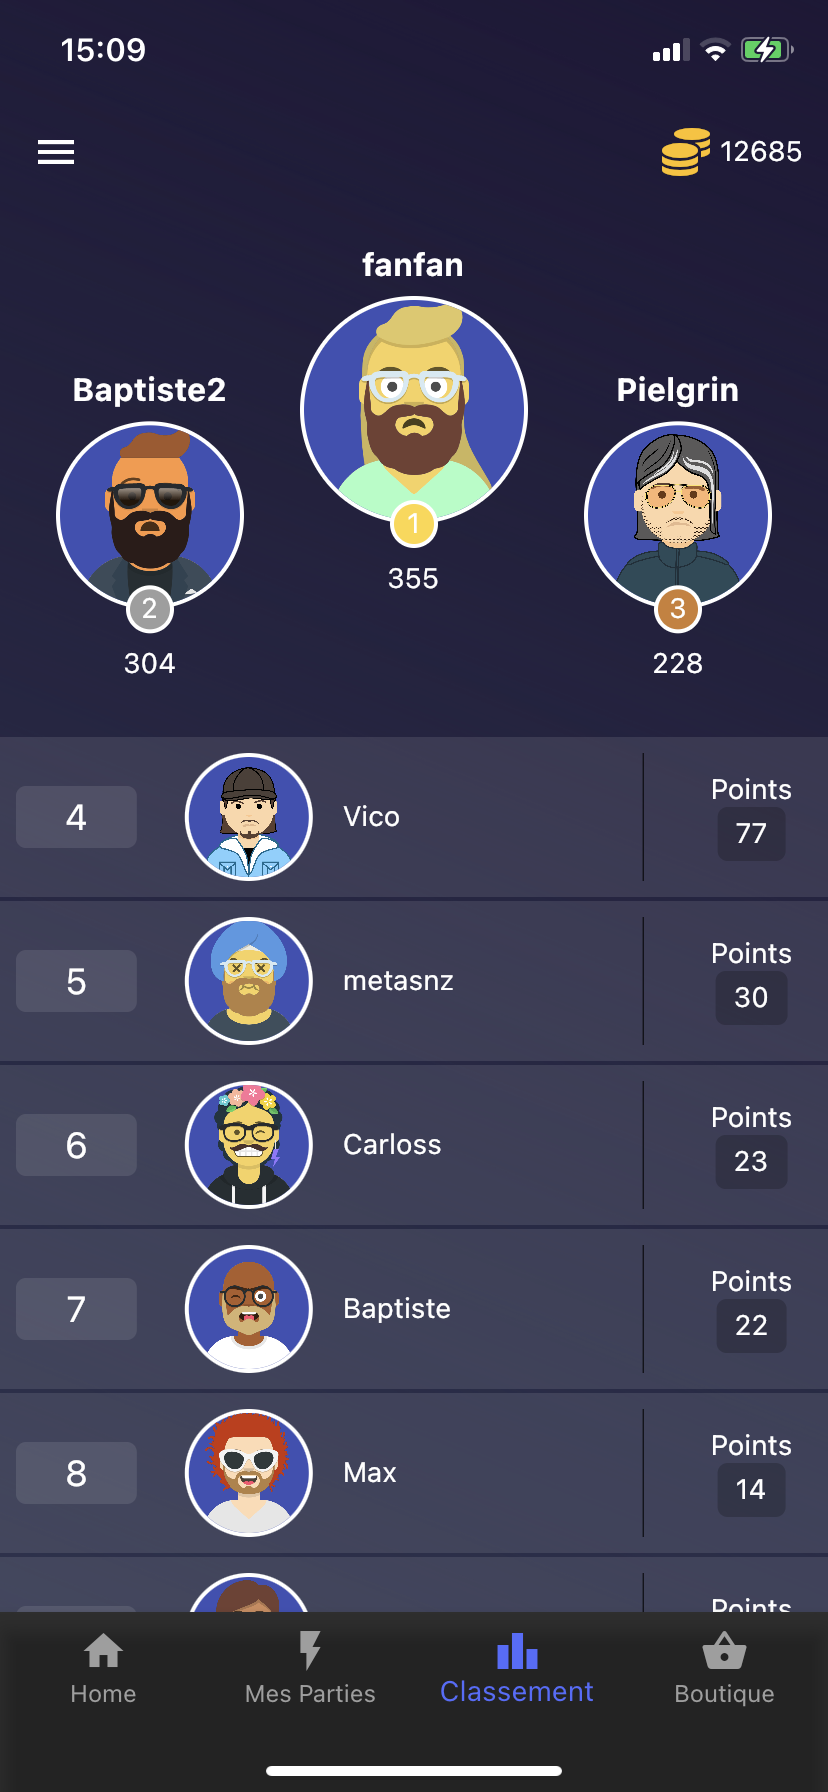 15:09
12685
fanfan
Baptiste2
Pielgrin
1
355
2
3
304
228
4
Vico
Points
77
5
metasnz
Points
30
6
Carloss
Points
23
7
Baptiste
Points
22
8
Max
Points
14
Points
Home
Mes Parties
Classement
Boutique